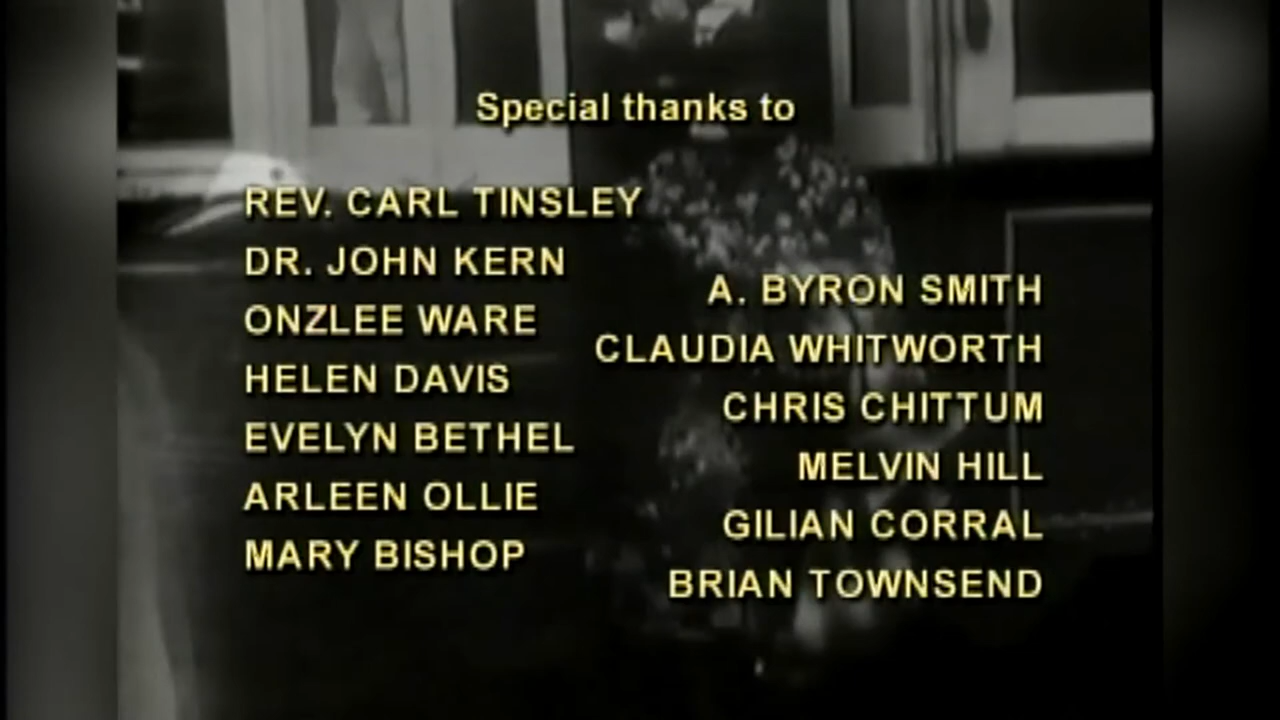 Special thanks to
REV. CARL TINSLEY
DR. JOHN KERN
ONZLEE WARE
HELEN DAVIS
EVELYN BETHEL
ARLEEN OLLIE
MARY BISHOP
A. BYRON SMITH
CLAUDIA WHITWORTH
CHRIS CHITTUM
MELVIN HILL
GILIAN CORRAL
BRIAN TOWNSEND